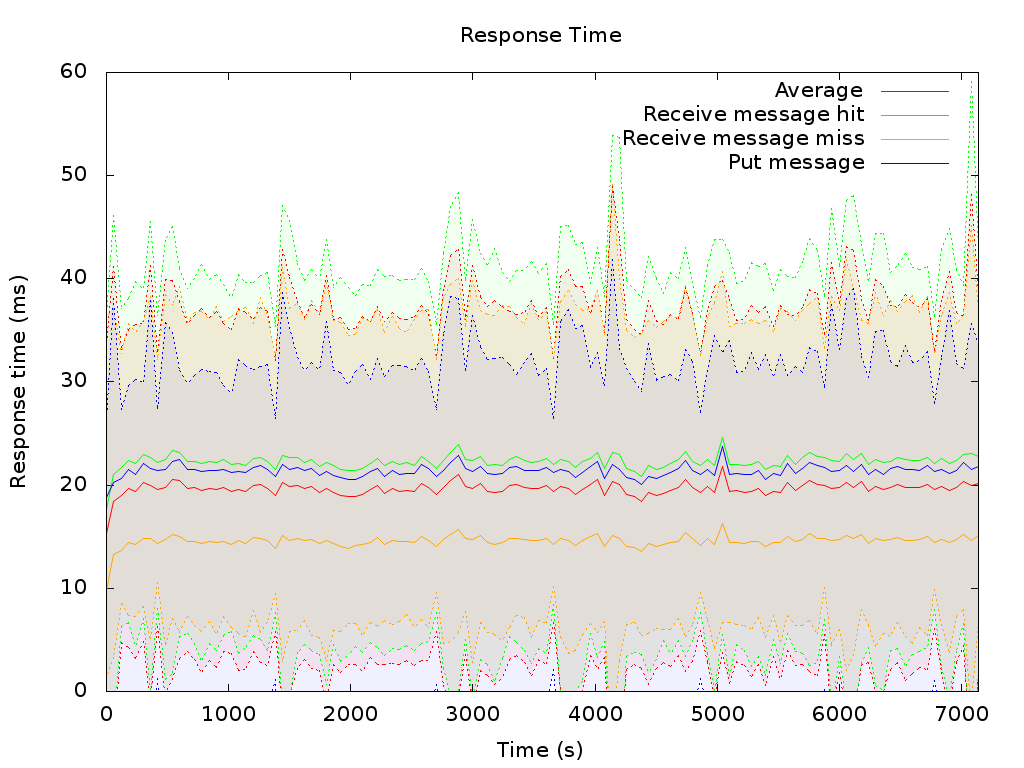 Response Time
Average
Receive message hit
Receive message miss
Put message
60
50
40
30
20
10
0
Response time (ms)
0 1000 2000 3000 4000 5000 6000 7000
Time (s)